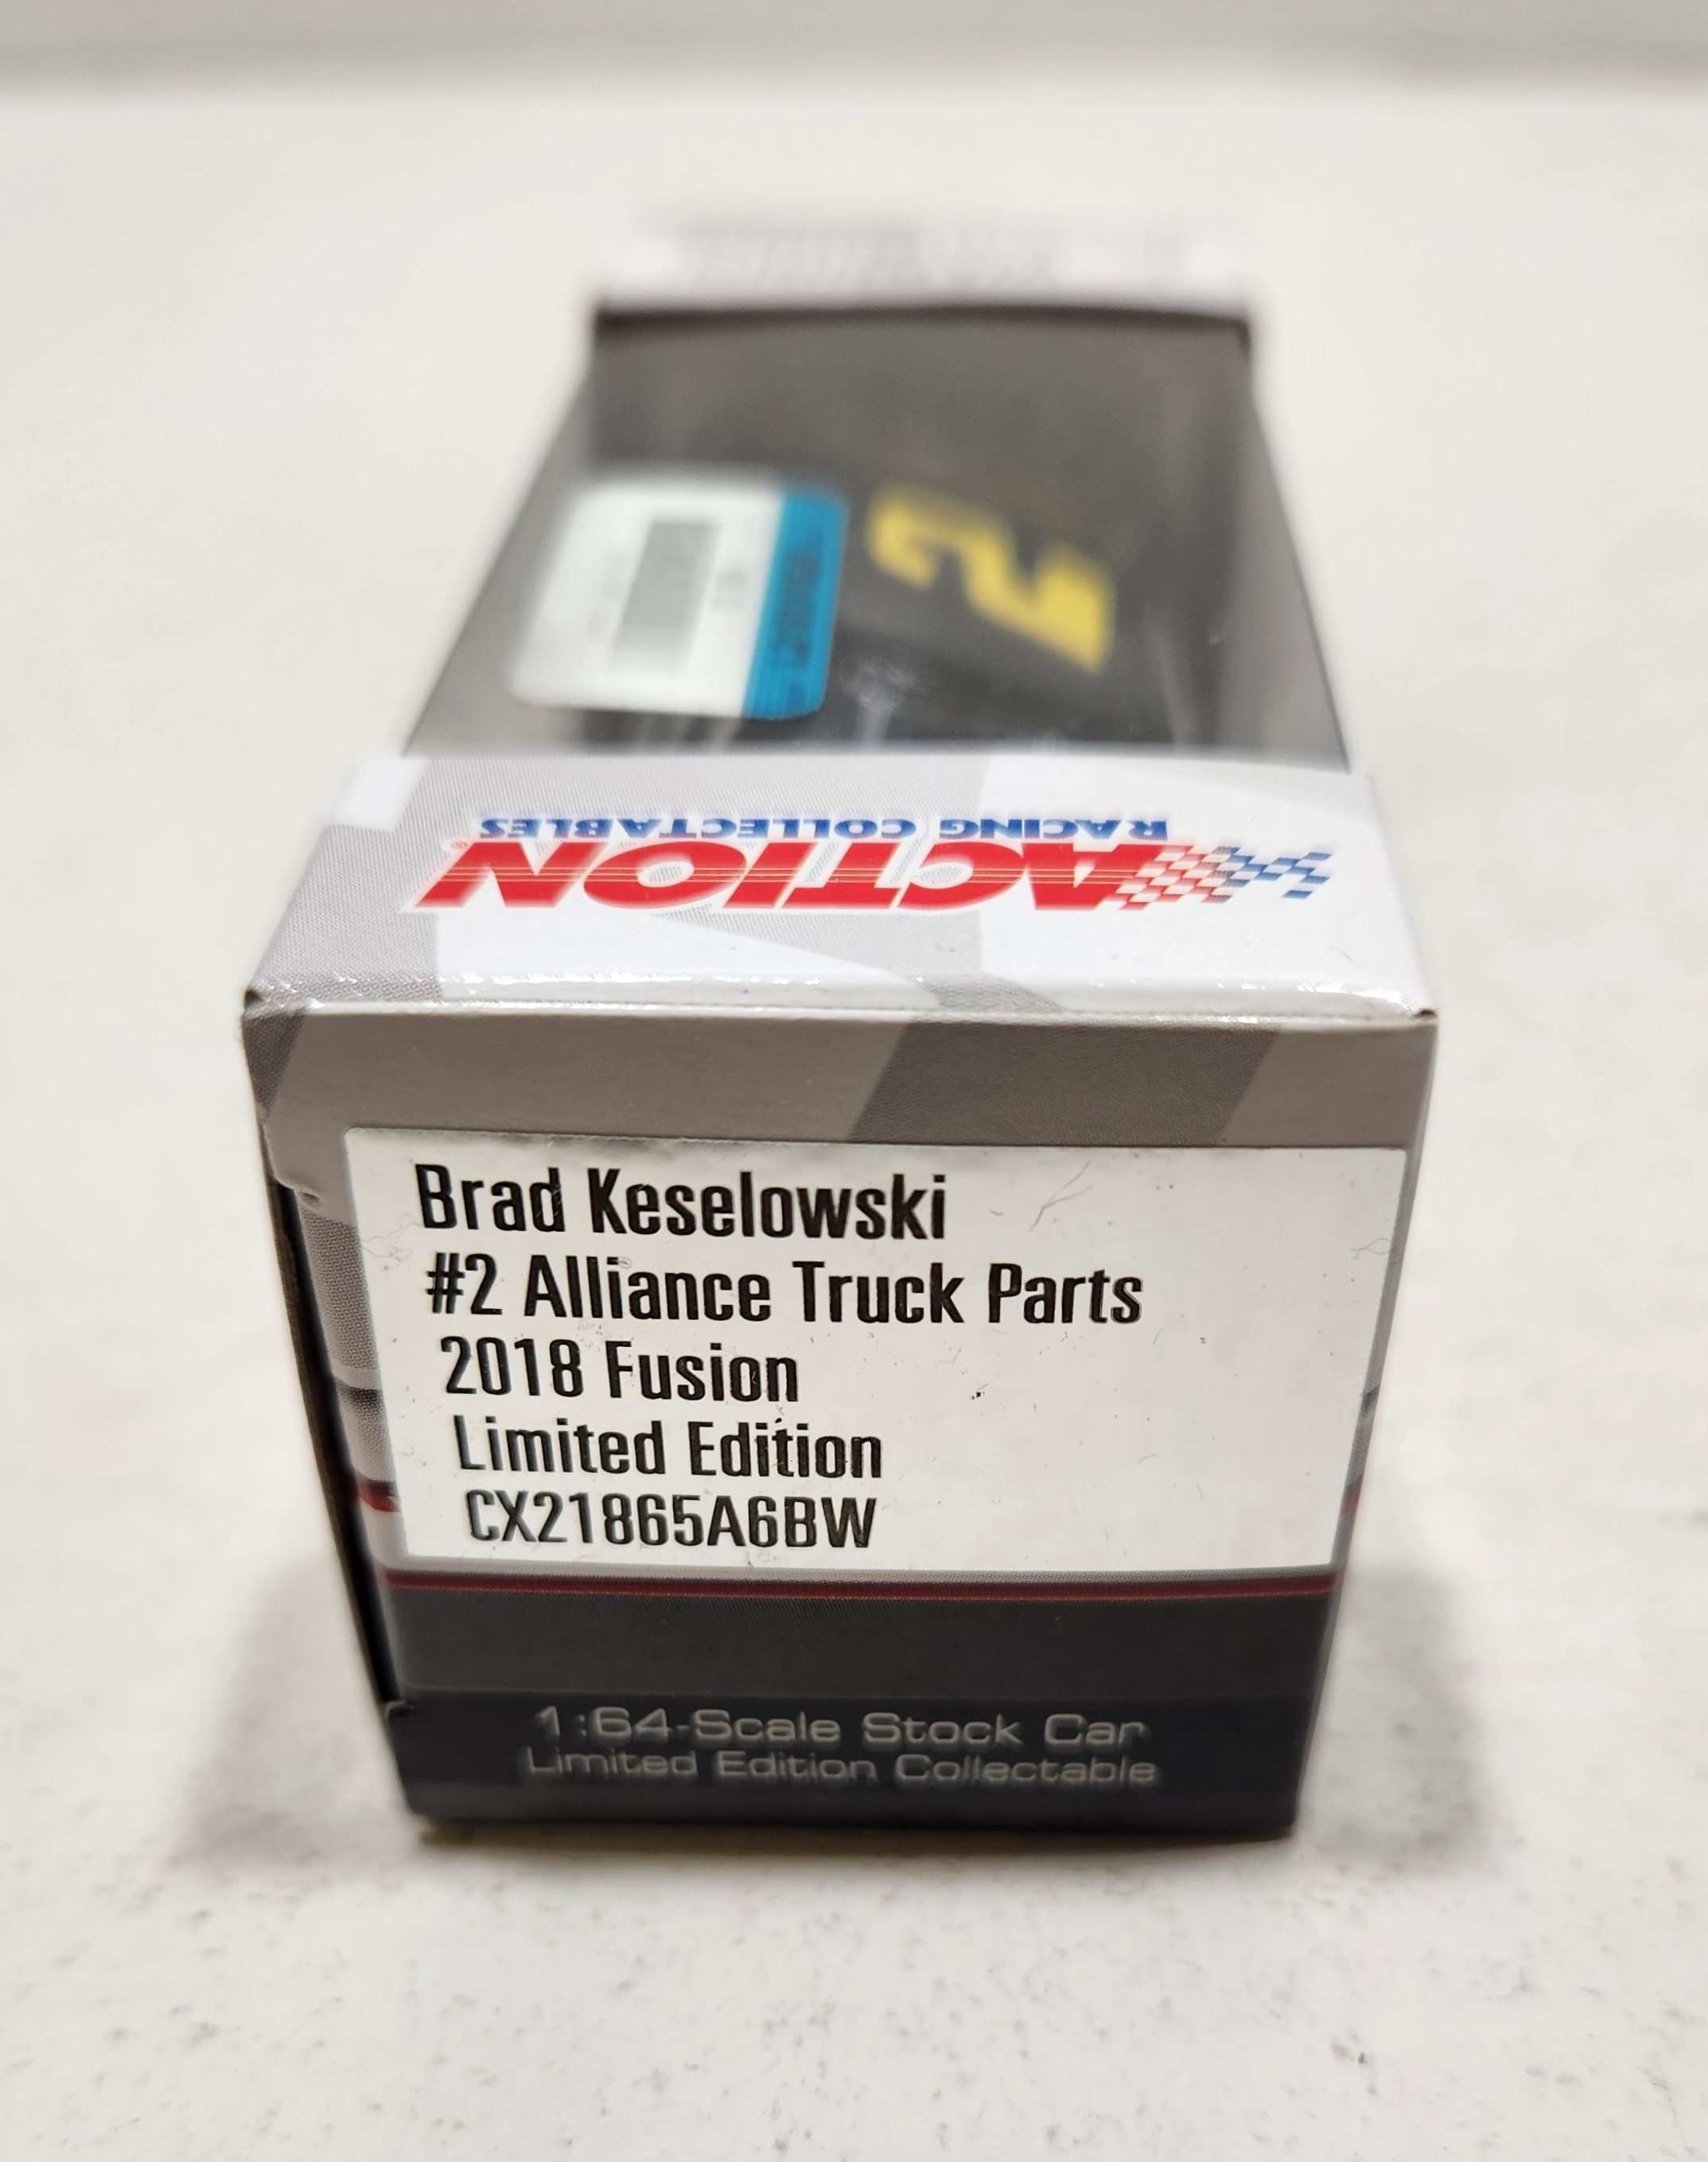 2
ACTION®
RACING COLLECTABLES
Brad Keselowski
#2 Alliance Truck Parts
2018 Fusion
Limited Edition
CX21865A6BW
1:64-Scale Stock Car
Limited Edition Collectable